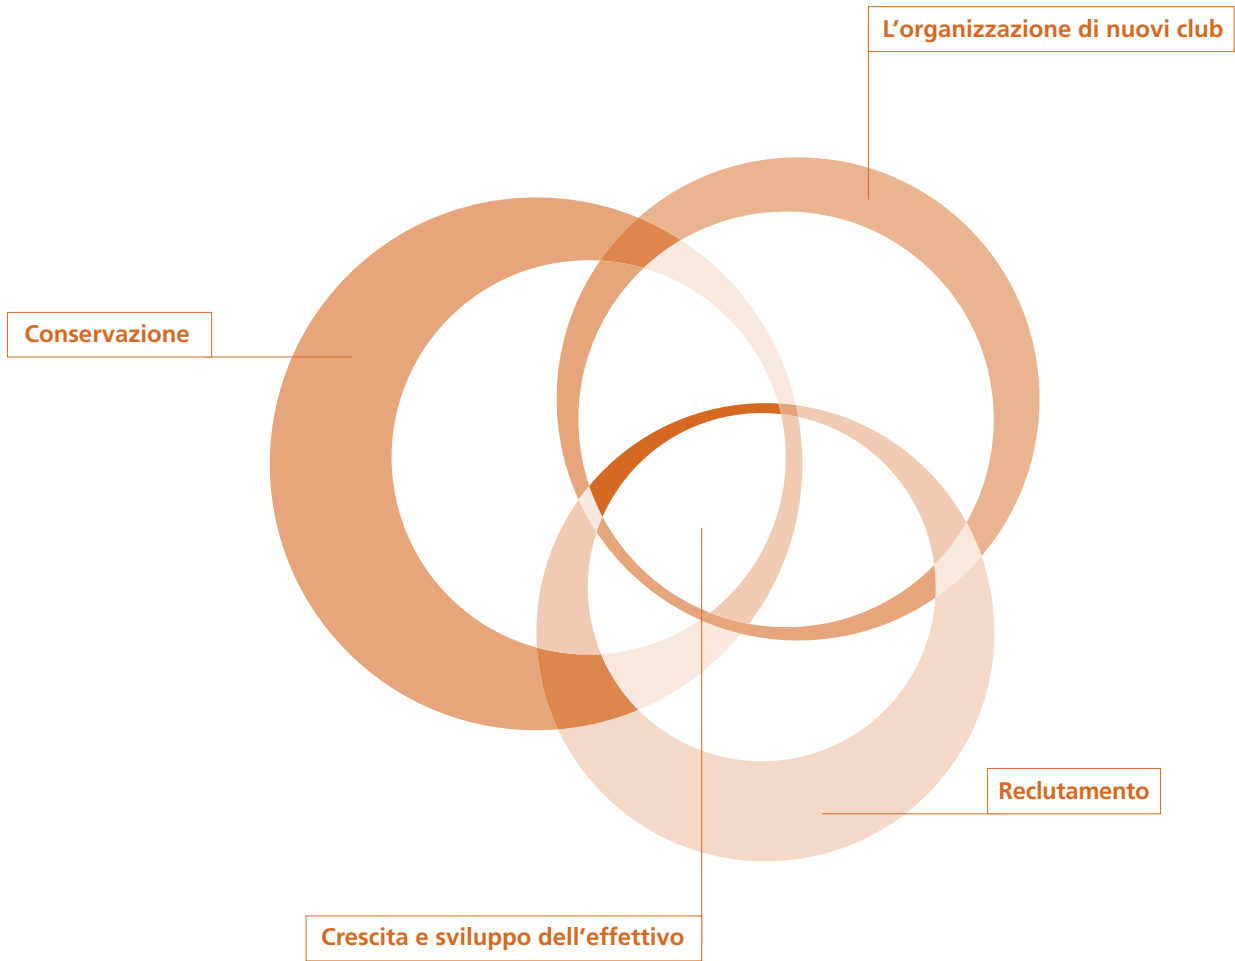 L’organizzazione di nuovi club
Conservazione
Reclutamento
Crescita e sviluppo dell’effettivo